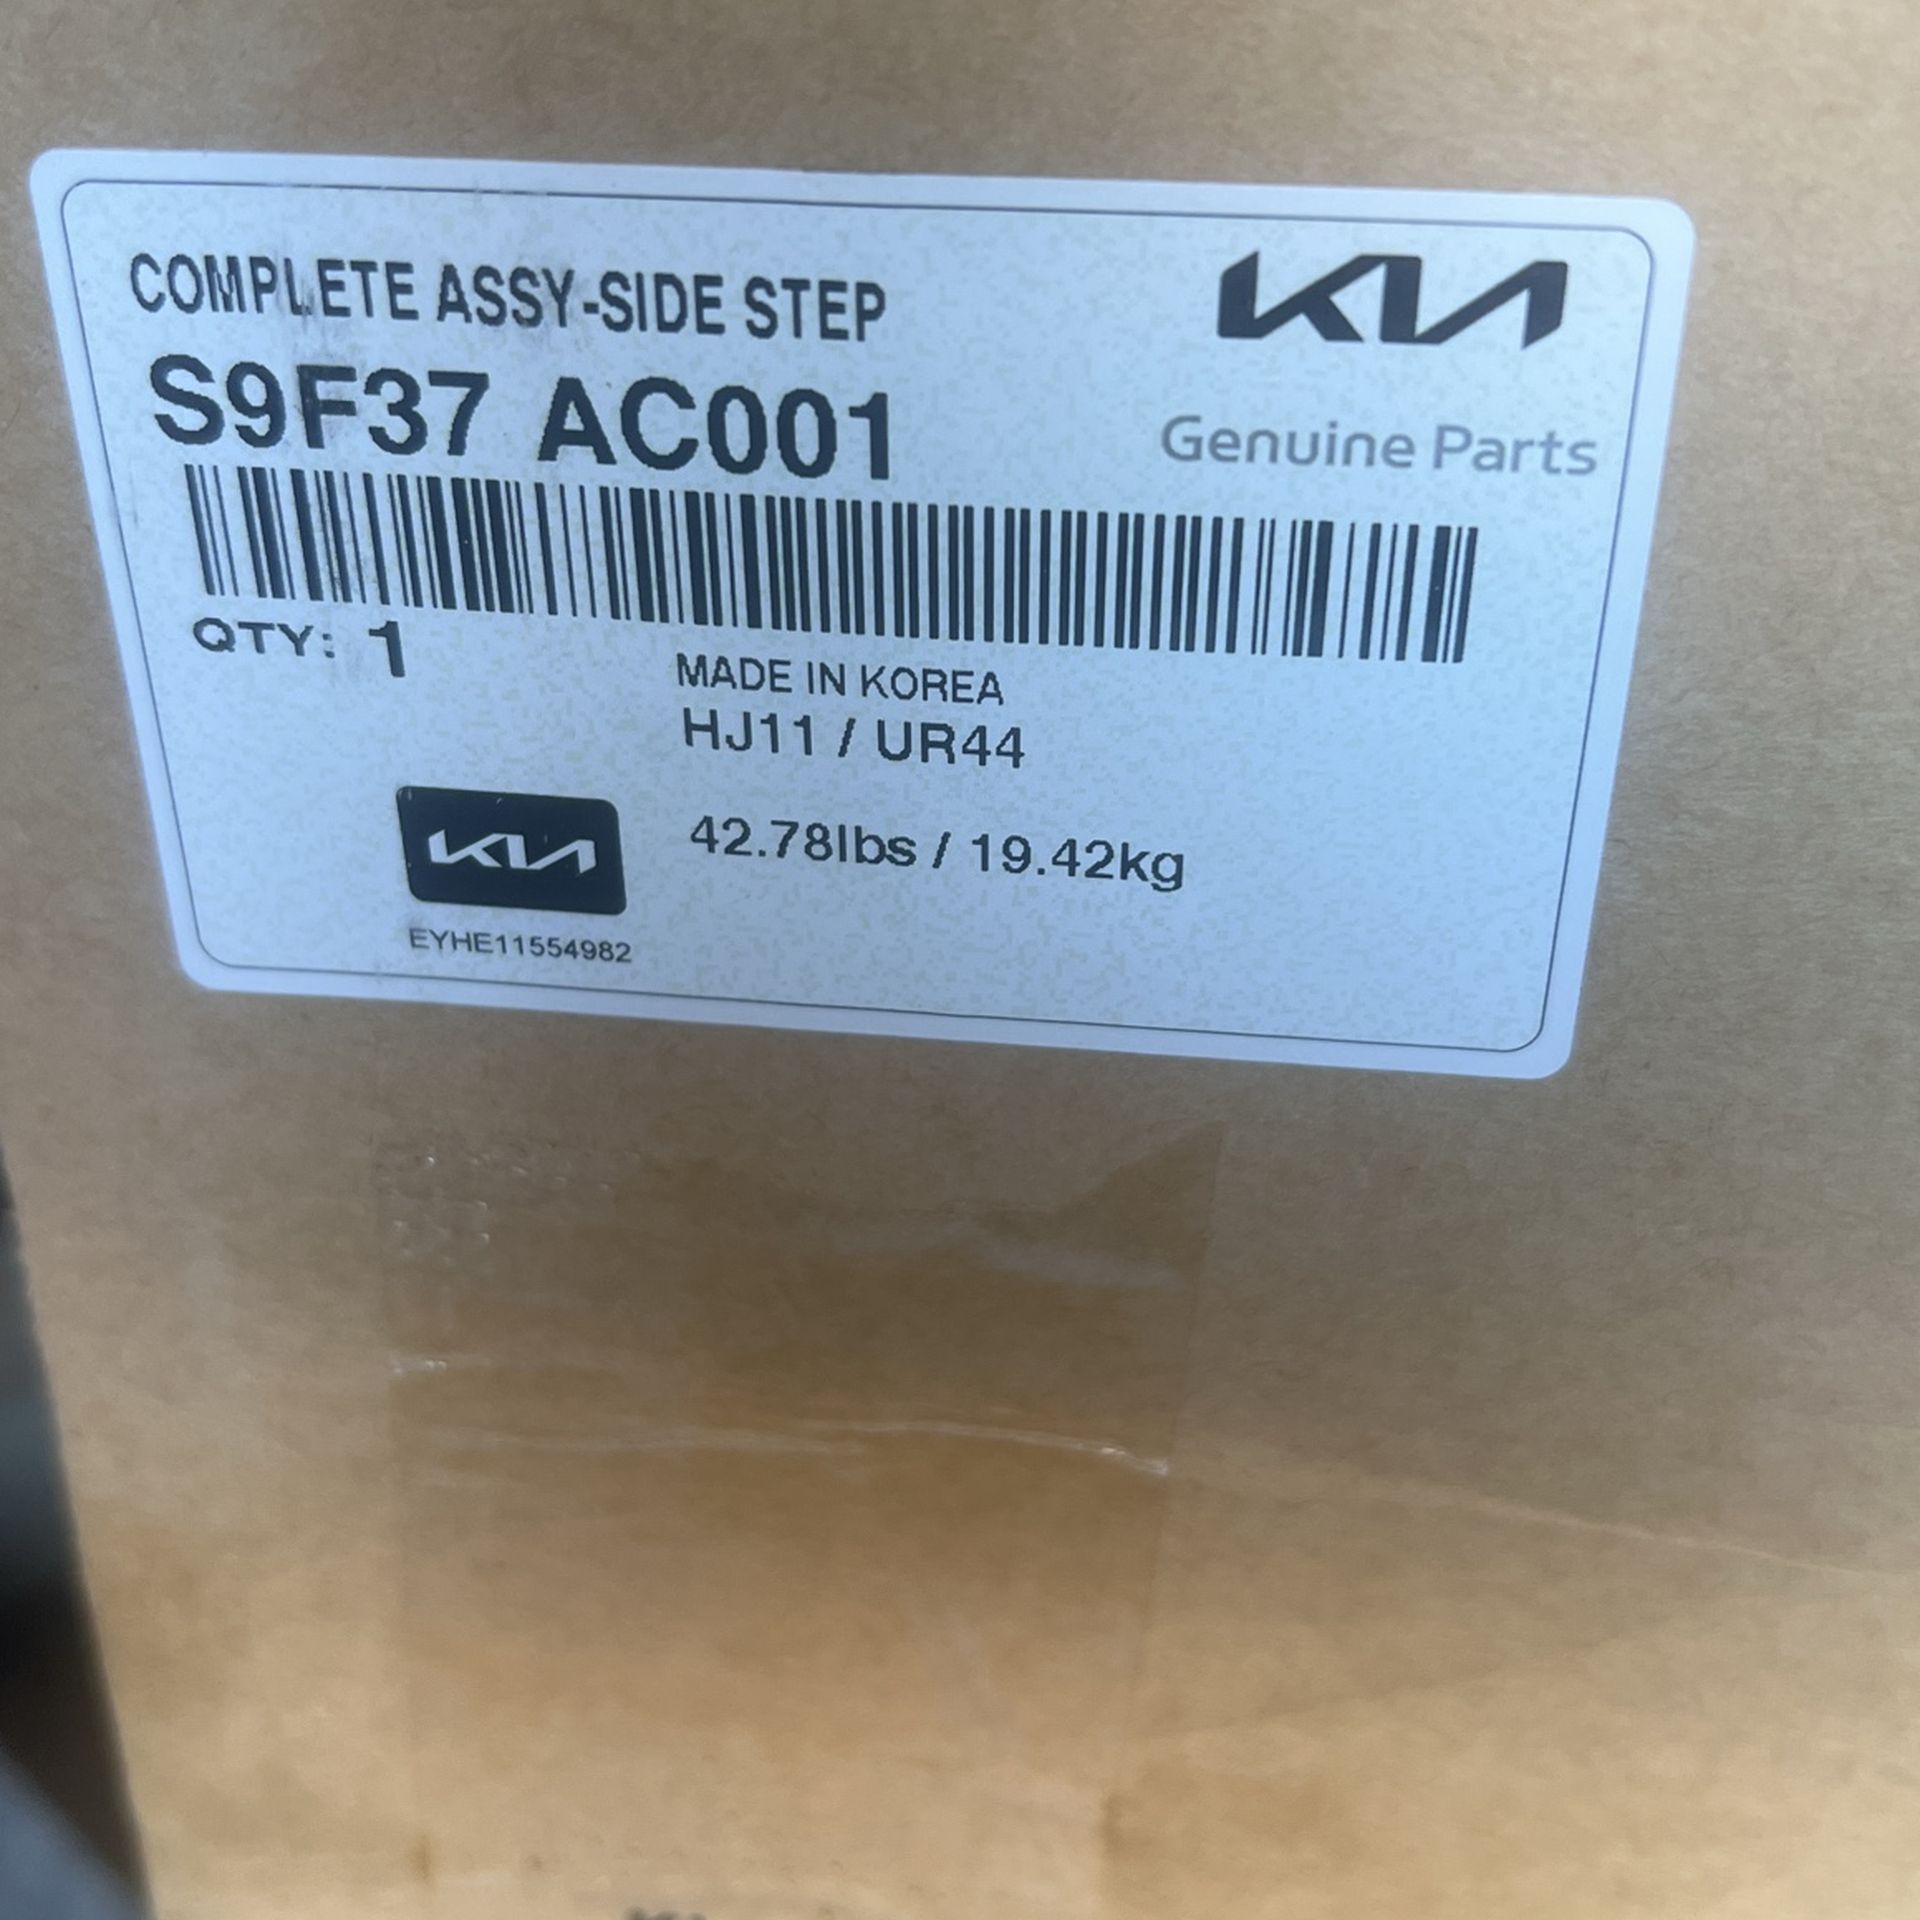 COMPLETE ASSY-SIDE STEP
KIA
S9F37 AC001
Genuine Parts
QTY: 1
MADE IN KOREA
HJ11 / UR44
KIA
42.78lbs / 19.42kg
EYHE11554982